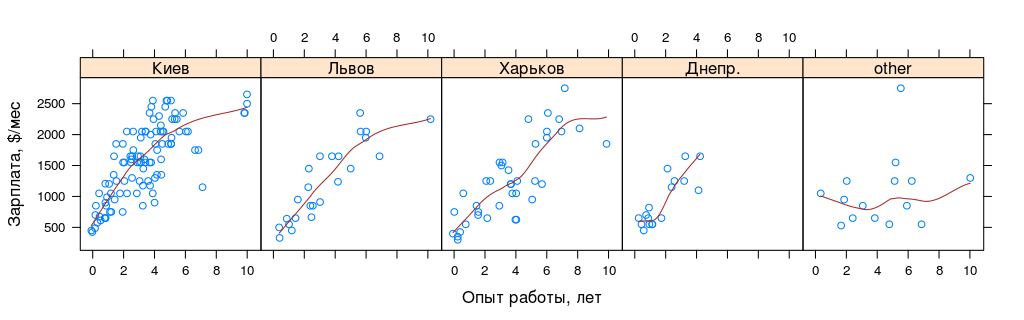 0 2 4 6 8 10 0 2 4 6 8 10
Киев Львов Харьков Днепр. other
2500
2000
1500
1000
500
Зарплата, $/мес
0 2 4 6 8 10 0 2 4 6 8 10 0 2 4 6 8 10
Опыт работы, лет